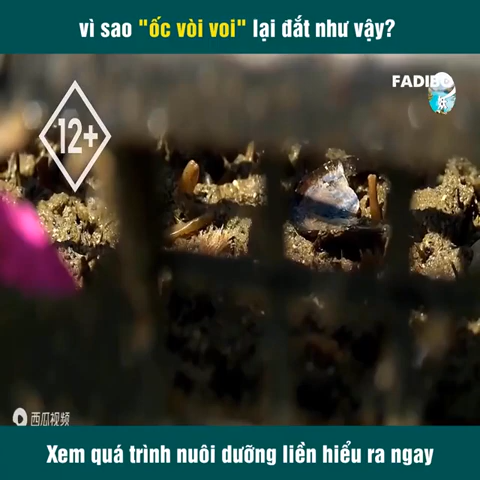 vì sao "ốc vòi voi" lại đắt như vậy?
FADIBO
12+
西瓜视频
Xem quá trình nuôi dưỡng liền hiểu ra ngay